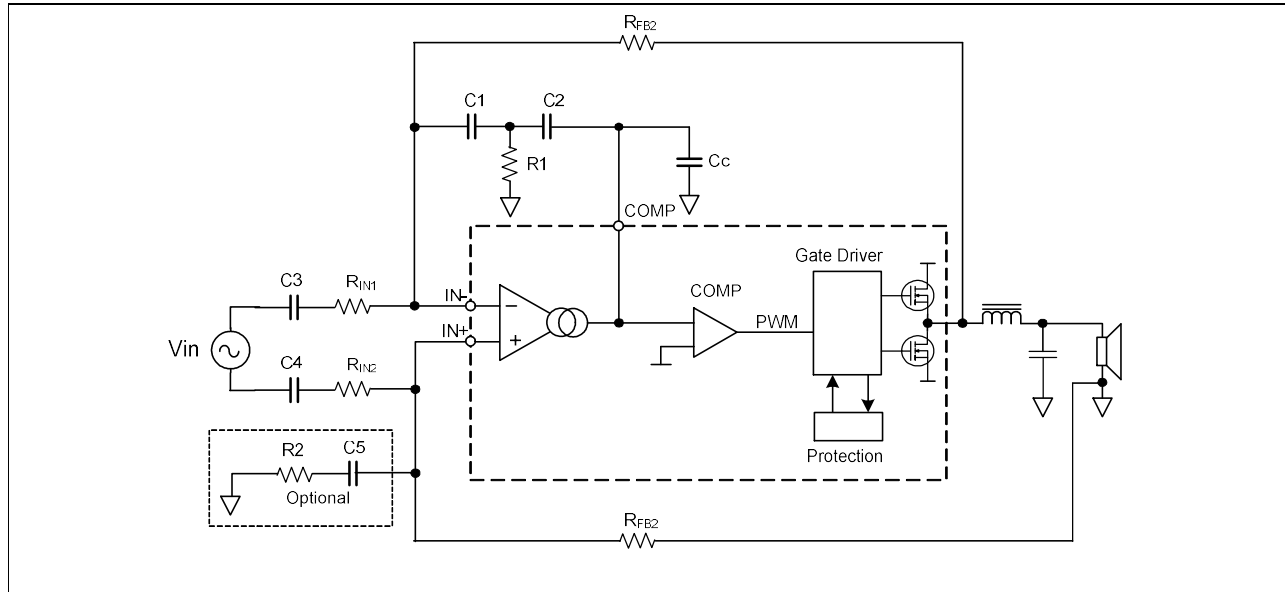 RFB2
C1
C2
R1
Cc
COMP
Gate Driver
C3
RIN1
IN-
COMP
PWM
IN+
Vin
C4
RIN2
R2
C5
Optional
Protection
RFB2